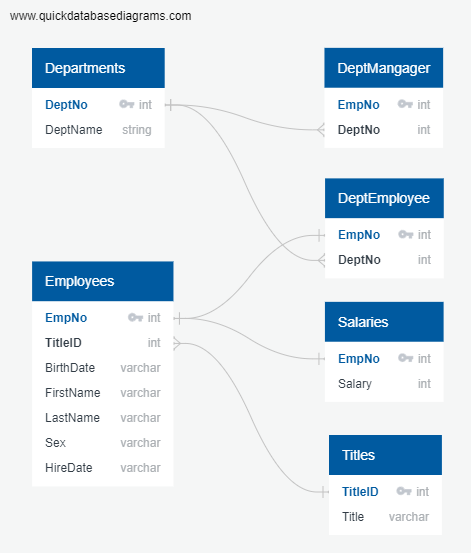 www.quickdatabasediagrams.com
Departments
DeptNo int
DeptName string
DeptMangager
EmpNo int
DeptNo int
DeptEmployee
EmpNo int
DeptNo int
Employees
EmpNo int
TitleID int
BirthDate varchar
FirstName varchar
LastName varchar
Sex varchar
HireDate varchar
Salaries
EmpNo int
Salary int
Titles
TitleID int
Title varchar